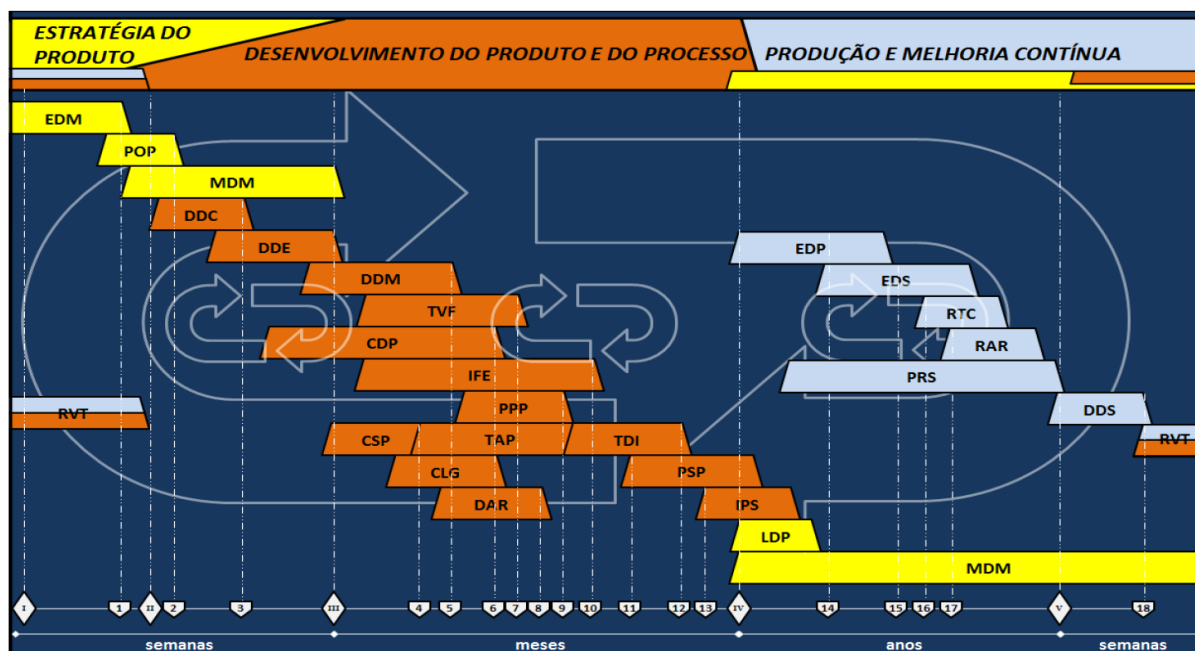 ESTRATÉGIA DO
PRODUTO
DESENVOLVIMENTO DO PRODUTO E DO PROCESSO
PRODUÇÃO E MELHORIA CONTÍNUA
EDM
POP
MDM
DDC
DDE
EDP
DDM
EDS
TVF
RTC
CDP
RAR
IFE
PRS
PPP
RVT
DDS
CSP
TAP
TDI
RVT
CLG
PSP
DAR
IPS
LDP
MDM
I 1 II 2 3 III 4 5 6 7 8 9 10 11 12 13 IV 14 15 16 17 V 18
semanas meses anos semanas